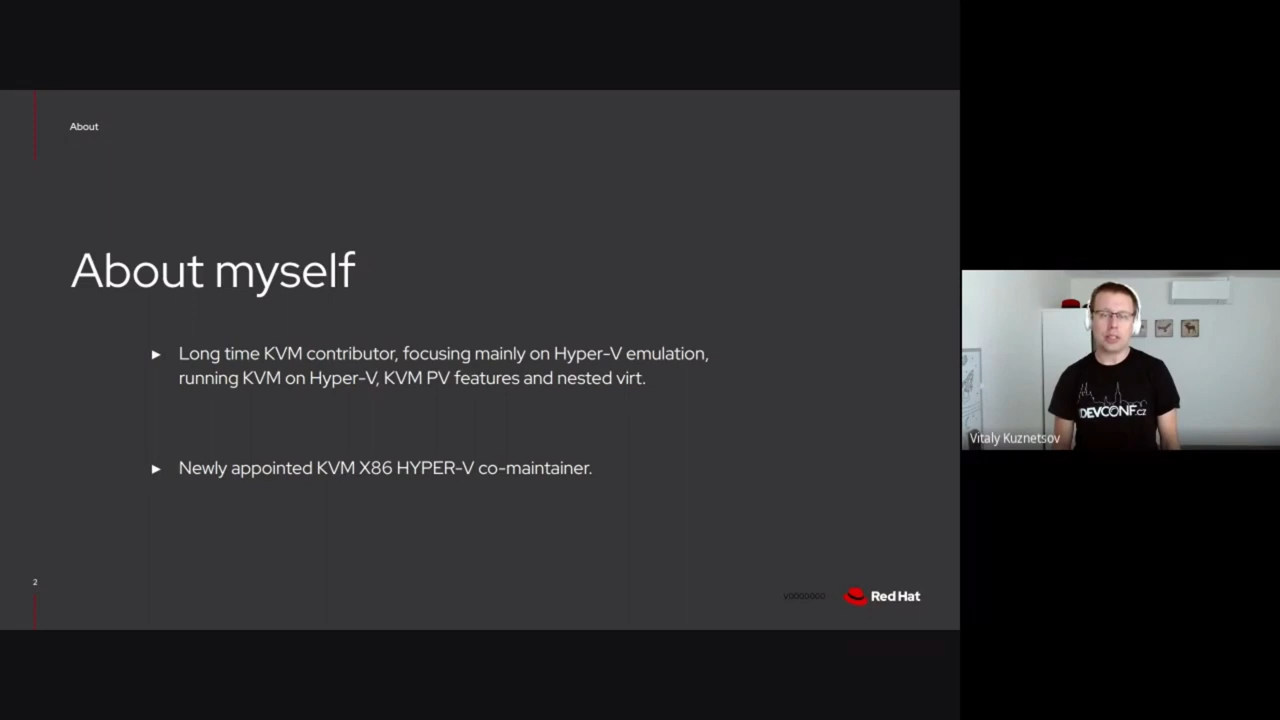 About
About myself
► Long time KVM contributor, focusing mainly on Hyper-V emulation,
running KVM on Hyper-V, KVM PV features and nested virt.
► Newly appointed KVM X86 HYPER-V co-maintainer.
2
V0000000
Red Hat
DEVCONF.cz
Vitaly Kuznetsov